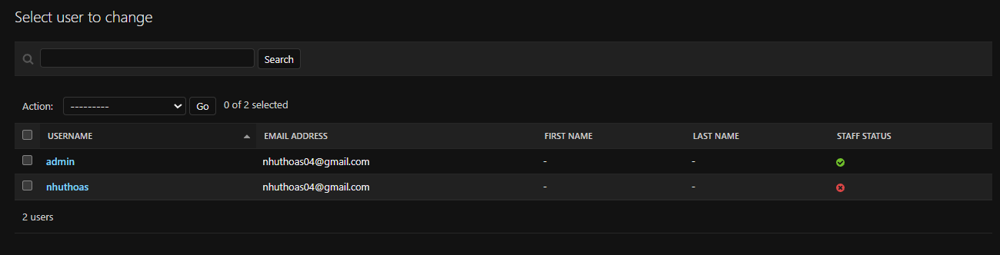 Select user to change
Search
Action: --------- Go 0 of 2 selected
USERNAME EMAIL ADDRESS FIRST NAME LAST NAME STAFF STATUS
admin nhuthoas04@gmail.com - -
nhuthoas nhuthoas04@gmail.com - -
2 users